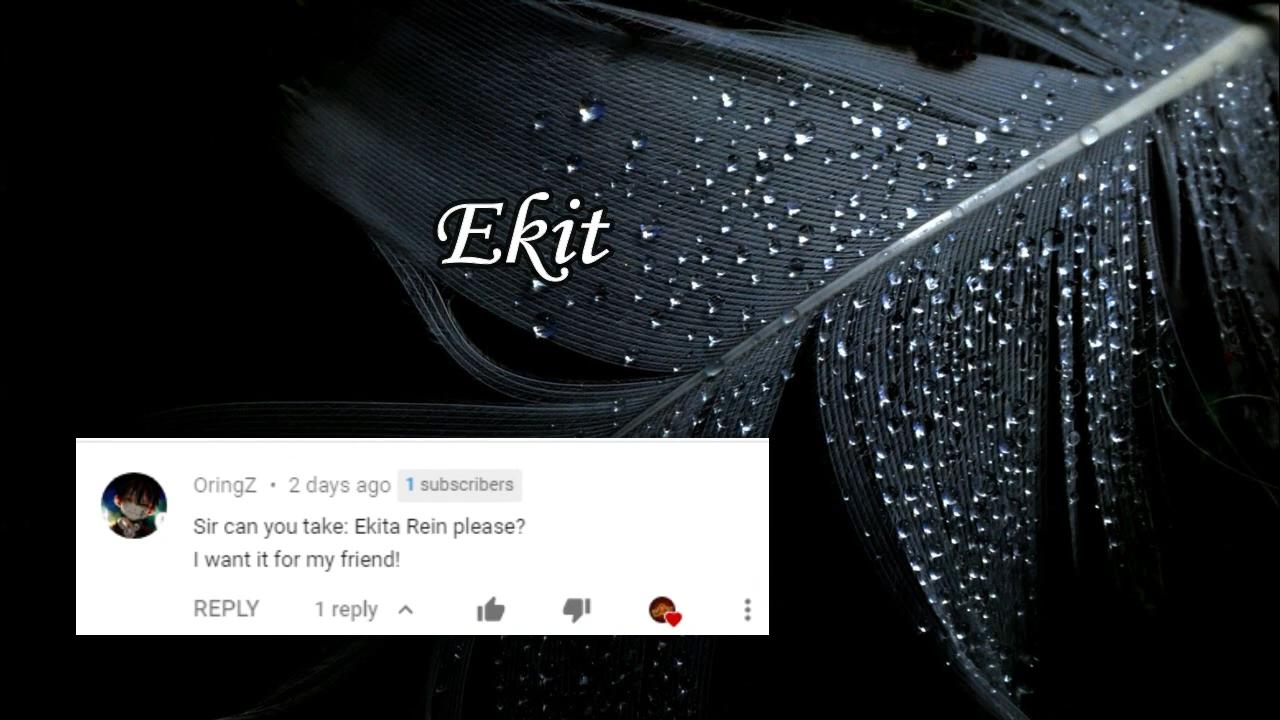 Ekit
OringZ • 2 days ago 1 subscribers
Sir can you take: Ekita Rein please?
I want it for my friend!
REPLY 1 reply